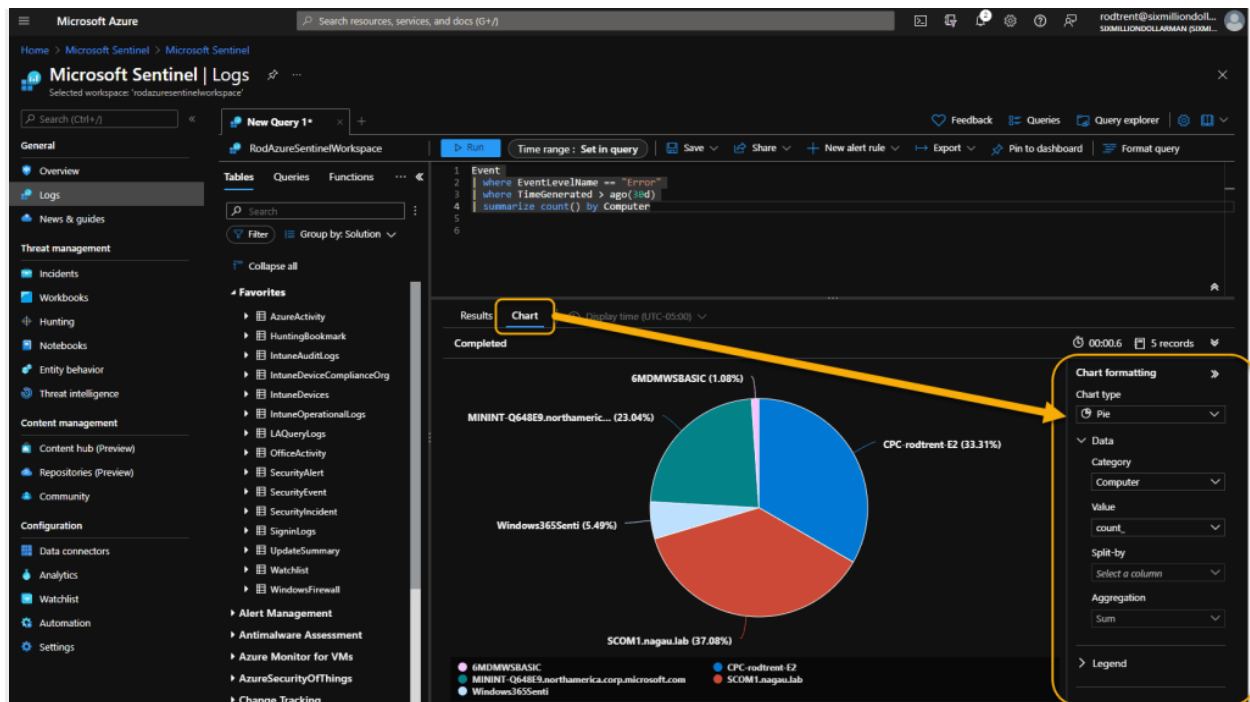 Microsoft Azure
Search resources, services, and docs (G+/)
2
rodtrent@sixmilliondoll...
SIXMILLIONDOLLARMAN (SIXMI...
Home > Microsoft Sentinel > Microsoft Sentinel
Microsoft Sentinel | Logs
Selected workspace: 'rodazuresentinelworkspace'
Search (Ctrl+/)
General
Overview
Logs
News & guides
Threat management
Incidents
Workbooks
Hunting
Notebooks
Entity behavior
Threat intelligence
Content management
Content hub (Preview)
Repositories (Preview)
Community
Configuration
Data connectors
Analytics
Watchlist
Automation
Settings
New Query 1*
Feedback Queries Query explorer
RodAzureSentinelWorkspace
Run Time range : Set in query Save Share New alert rule Export Pin to dashboard Format query
Tables Queries Functions ...
Search
Filter Group by: Solution
Collapse all
Favorites
AzureActivity
HuntingBookmark
IntuneAuditLogs
IntuneDeviceComplianceOrg
IntuneDevices
IntuneOperationalLogs
LAQueryLogs
OfficeActivity
SecurityAlert
SecurityEvent
SecurityIncident
SigninLogs
UpdateSummary
Watchlist
WindowsFirewall
Alert Management
Antimalware Assessment
Azure Monitor for VMs
AzureSecurityOfThings
Change Tracking
1 Event
2 | where EventLevelName == "Error"
3 | where TimeGenerated > ago(30d)
4 | summarize count() by Computer
5
6
Results Chart Display time (UTC-05:00)
Completed
00:00.6 5 records
6MDMWSBASIC (1.08%)
MININT-Q648E9.northameric... (23.04%)
CPC-rodtrent-E2 (33.31%)
Windows365Senti (5.49%)
SCOM1.nagau.lab (37.08%)
6MDMWSBASIC CPC-rodtrent-E2
MININT-Q648E9.northamerica.corp.microsoft.com SCOM1.nagau.lab
Windows365Senti
Chart formatting
Chart type
Pie
Data
Category
Computer
Value
count_
Split-by
Select a column
Aggregation
Sum
Legend